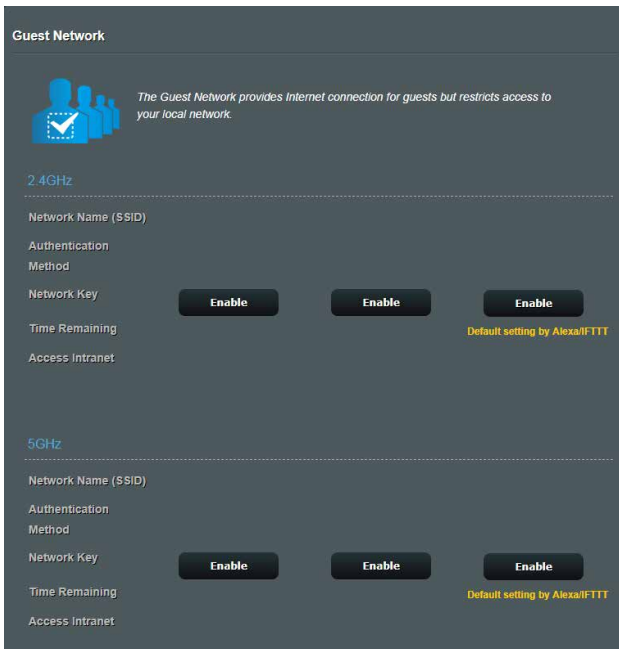 Guest Network
The Guest Network provides Internet connection for guests but restricts access to
your local network.
2.4GHz
Network Name (SSID)
Authentication
Method
Network Key
Enable Enable Enable
Time Remaining
Default setting by Alexa/IFTTT
Access Intranet
5GHz
Network Name (SSID)
Authentication
Method
Network Key
Enable Enable Enable
Time Remaining
Default setting by Alexa/IFTTT
Access Intranet